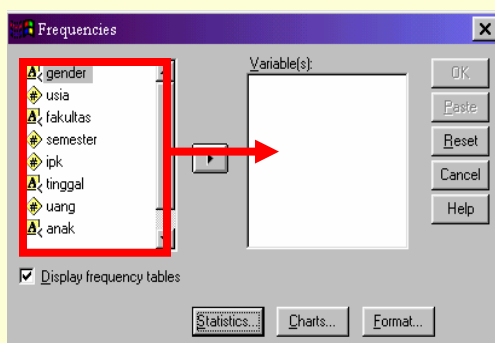 Frequencies
gender
usia
fakultas
semester
ipk
tinggal
uang
anak
Variable(s):
OK
Paste
Reset
Cancel
Help
Display frequency tables
Statistics...
Charts...
Format...